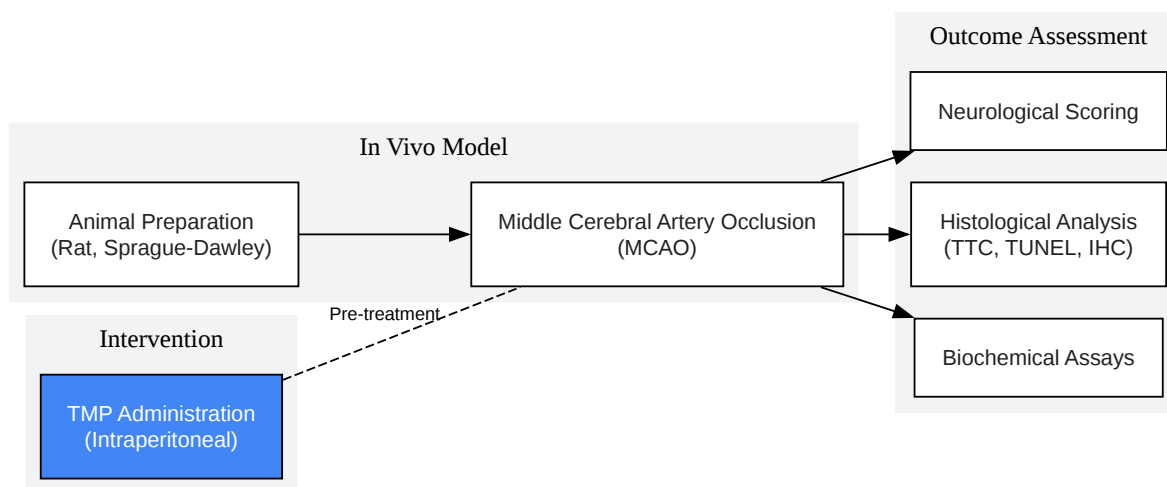 In Vivo Model
Animal Preparation
(Rat, Sprague-Dawley)
Middle Cerebral Artery Occlusion
(MCAO)
Pre-treatment
Intervention
TMP Administration
(Intraperitoneal)
Outcome Assessment
Neurological Scoring
Histological Analysis
(TTC, TUNEL, IHC)
Biochemical Assays